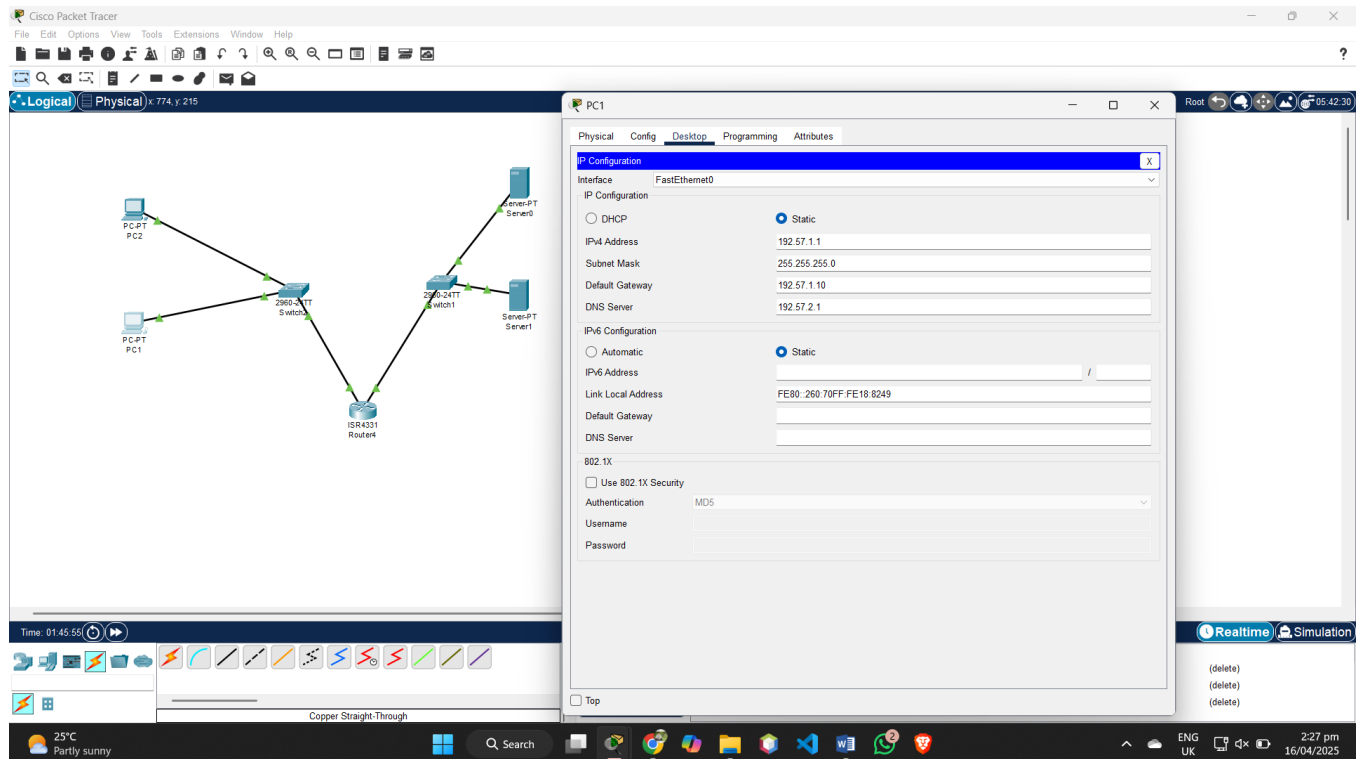 Cisco Packet Tracer
File Edit Options View Tools Extensions Window Help
?
Logical Physical x: 774, y: 215
Root 05:42:30
PC-PT
PC2
PC-PT
PC1
2960-24TT
Switch2
2960-24TT
Switch1
Server-PT
Server0
Server-PT
Server1
ISR4331
Router4
PC1
Physical Config Desktop Programming Attributes
IP Configuration X
Interface FastEthernet0
IP Configuration
DHCP Static
IPv4 Address 192.57.1.1
Subnet Mask 255.255.255.0
Default Gateway 192.57.1.10
DNS Server 192.57.2.1
IPv6 Configuration
Automatic Static
IPv6 Address /
Link Local Address FE80::260:70FF:FE18:8249
Default Gateway
DNS Server
802.1X
Use 802.1X Security
Authentication MD5
Username
Password
Top
Time: 01:45:55
Realtime Simulation
(delete)
(delete)
(delete)
Copper Straight-Through
25°C
Partly sunny
Search
2
ENG
UK
2:27 pm
16/04/2025